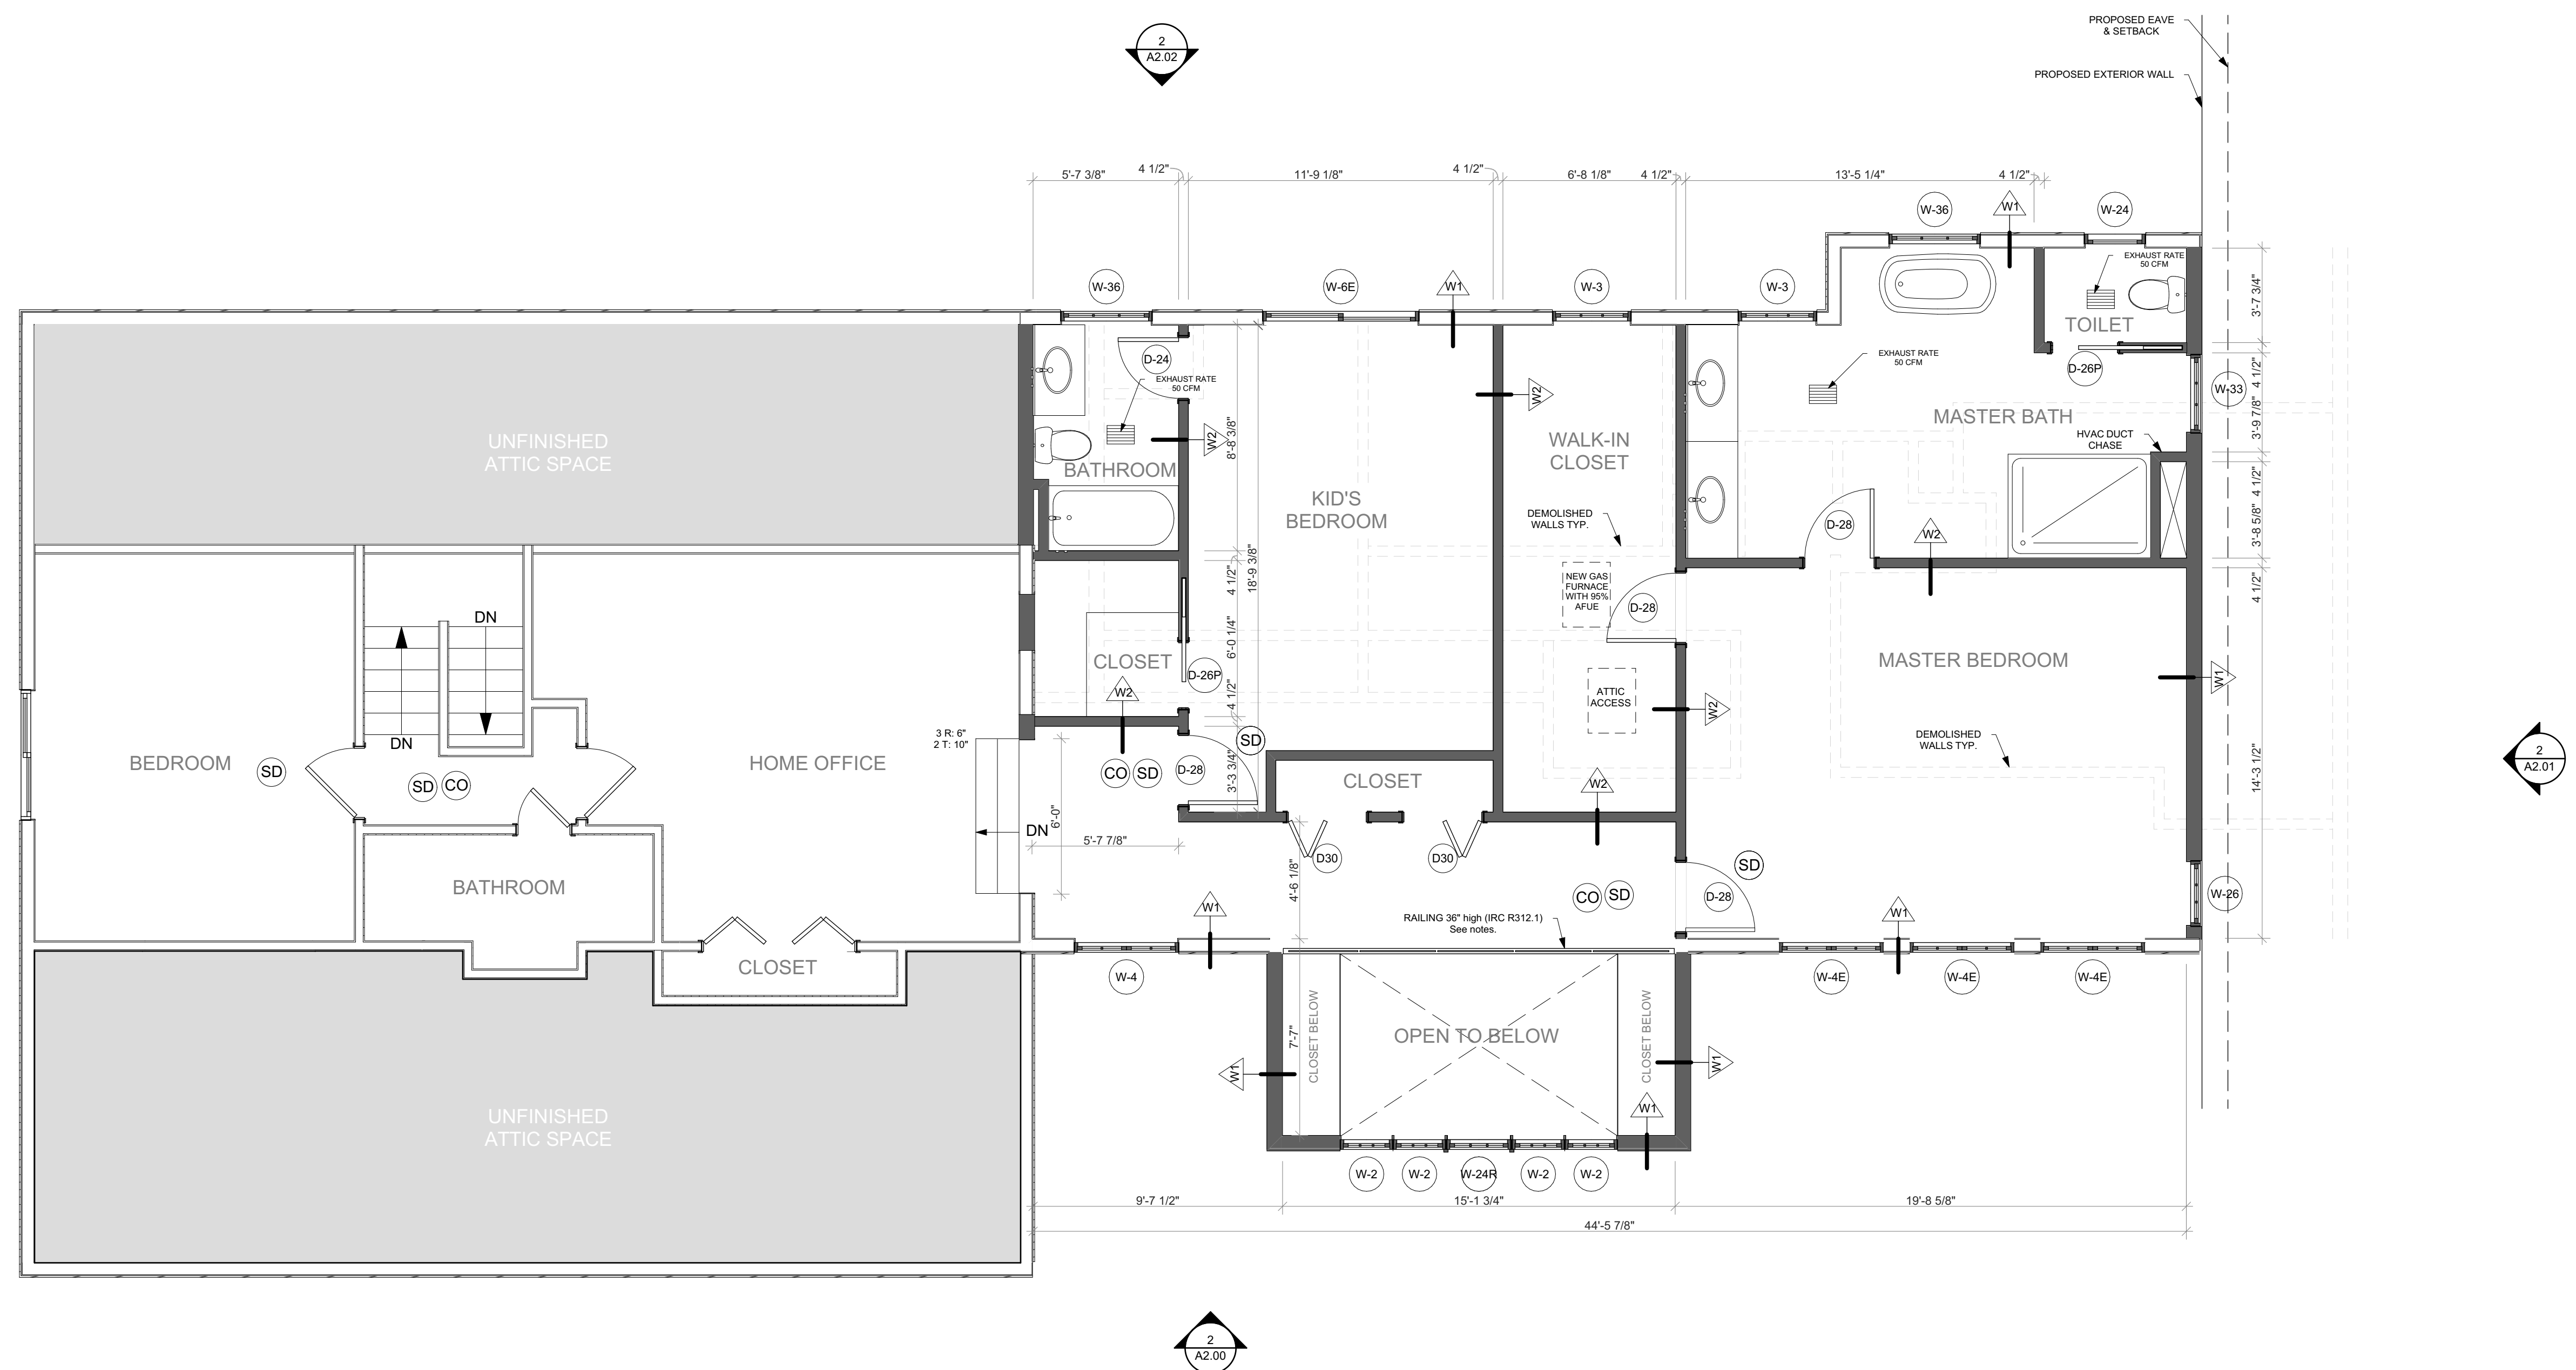 PROPOSED EAVE
& SETBACK
2
A2.02
PROPOSED EXTERIOR WALL
5'-7 3/8"
4 1/2"
11'-9 1/8"
4 1/2"
6'-8 1/8"
4 1/2"
13'-5 1/4"
4 1/2"
W-36
W1
W-24
W-36
W-6E
W1
W-3
W-3
EXHAUST RATE
50 CFM
3'-7 3/4"
TOILET
D-24
EXHAUST RATE
50 CFM
EXHAUST RATE
50 CFM
D-26P
W-33
4 1/2"
W2
MASTER BATH
3'-9 7/8"
UNFINISHED
ATTIC SPACE
W2
8'-8 3/8"
WALK-IN
CLOSET
HVAC DUCT
CHASE
BATHROOM
4 1/2"
KID'S
BEDROOM
DEMOLISHED
WALLS TYP.
D-28
W2
3'-8 5/8"
4 1/2"
18'-9 3/8"
NEW GAS
FURNACE
WITH 95%
AFUE
D-28
4 1/2"
DN
6'-0 1/4"
CLOSET
D-26P
W2
MASTER BEDROOM
W1
4 1/2"
ATTIC
ACCESS
W2
3 R: 6"
2 T: 10"
DN
SD
DEMOLISHED
WALLS TYP.
2
A2.01
BEDROOM
SD
SD
CO
HOME OFFICE
CO
SD
D-28
3'-3 3/4"
CLOSET
W2
14'-3 1/2"
6'-0"
DN
5'-7 7/8"
D30
D30
SD
BATHROOM
4'-6 1/8"
CO
SD
D-28
W-26
W1
RAILING 36" high (IRC R312.1)
See notes.
W1
CLOSET
W-4
W-4E
W-4E
W-4E
CLOSET BELOW
OPEN TO BELOW
CLOSET BELOW
7'-7"
W1
W1
UNFINISHED
ATTIC SPACE
W1
W-2
W-2
W-24R
W-2
W-2
9'-7 1/2"
15'-1 3/4"
19'-8 5/8"
44'-5 7/8"
2
A2.00